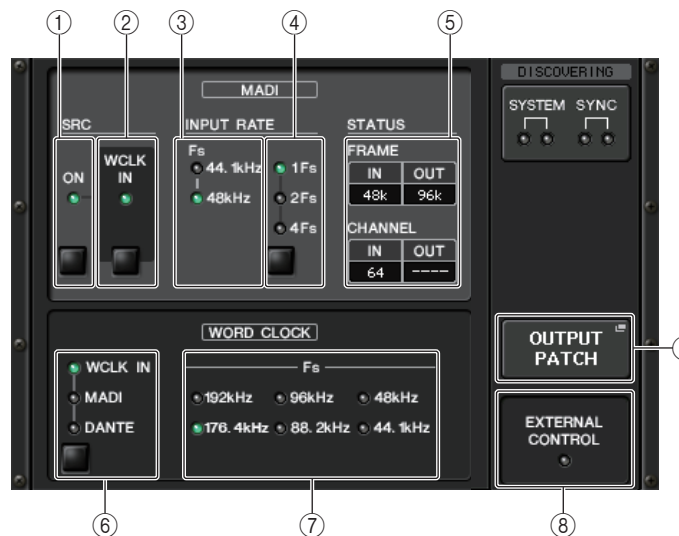 ① ② ③ ④ ⑤
DISCOVERING
MADI
SYSTEM SYNC
SRC INPUT RATE STATUS
ON
WCLK
IN
Fs
44.1kHz
48kHz
1Fs
2Fs
4Fs
FRAME
IN OUT
48k 96k
CHANNEL
IN OUT
64 ----
WORD CLOCK
OUTPUT
PATCH
WCLK IN
MADI
DANTE
Fs
192kHz 96kHz 48kHz
176.4kHz 88.2kHz 44.1kHz
EXTERNAL
CONTROL
⑥ ⑦ ⑧